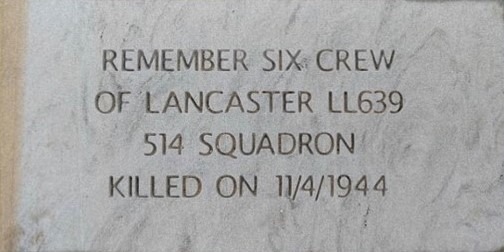 REMEMBER SIX CREW
OF LANCASTER LL639
514 SQUADRON
KILLED ON 11/4/1944